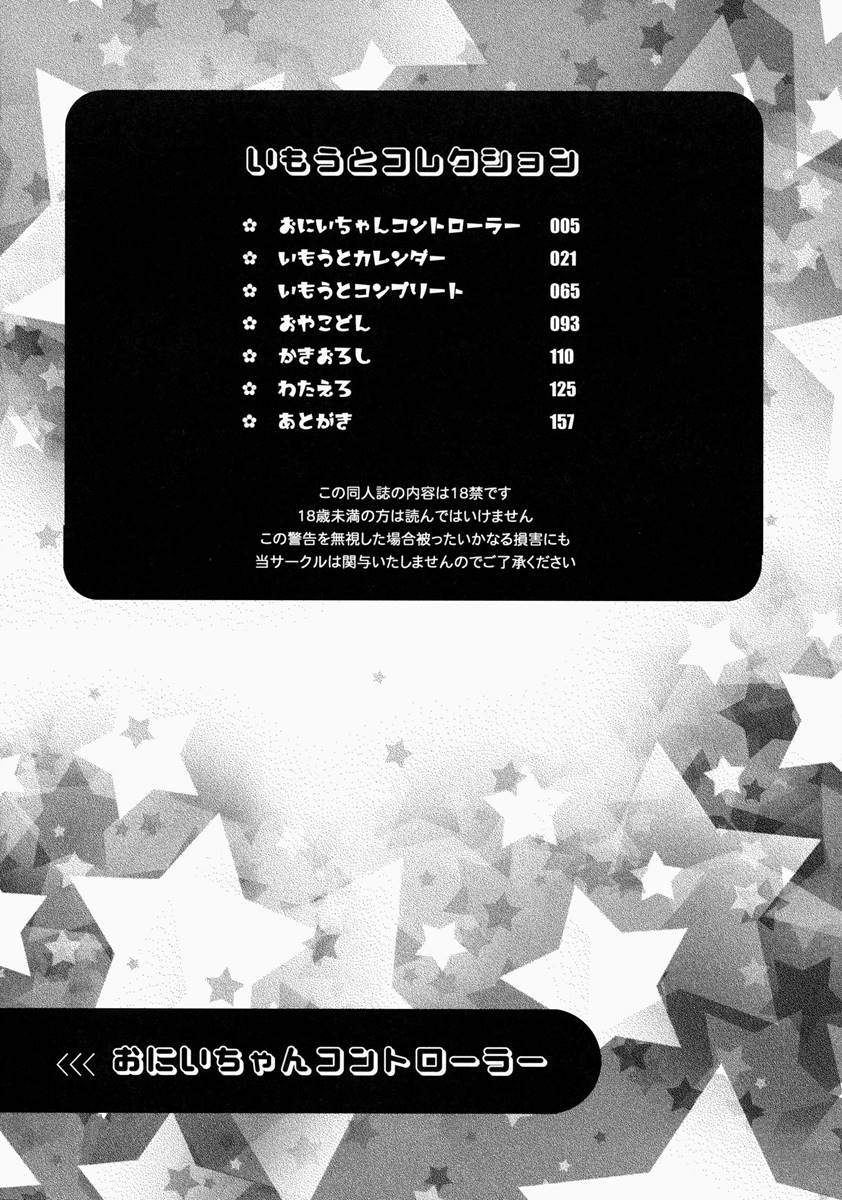 いもうとコレクション
✿ おにいちゃんコントローラー 005
✿ いもうとカレンダー 021
✿ いもうとコンプリート 065
✿ おやこどん 093
✿ かきおろし 110
✿ わたえろ 125
✿ あとがき 157
この同人誌の内容は18禁です
18歳未満の方は読んではいけません
この警告を無視した場合被ったいかなる損害にも
当サークルは関与いたしませんのでご了承ください
<<< おにいちゃんコントローラー